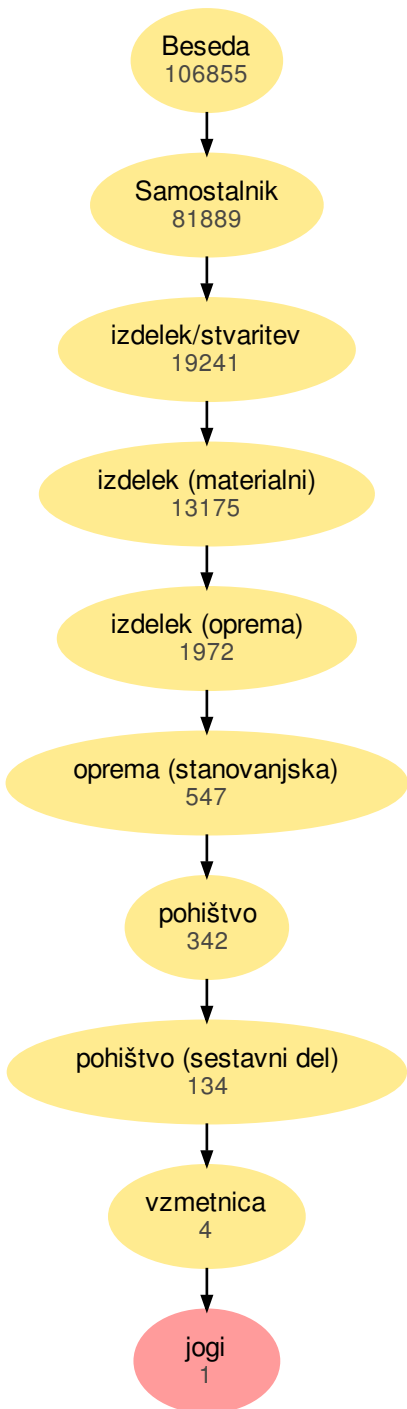 Beseda
106855
Samostalnik
81889
izdelek/stvaritev
19241
izdelek (materialni)
13175
izdelek (oprema)
1972
oprema (stanovanjska)
547
pohištvo
342
pohištvo (sestavni del)
134
vzmetnica
4
jogi
1